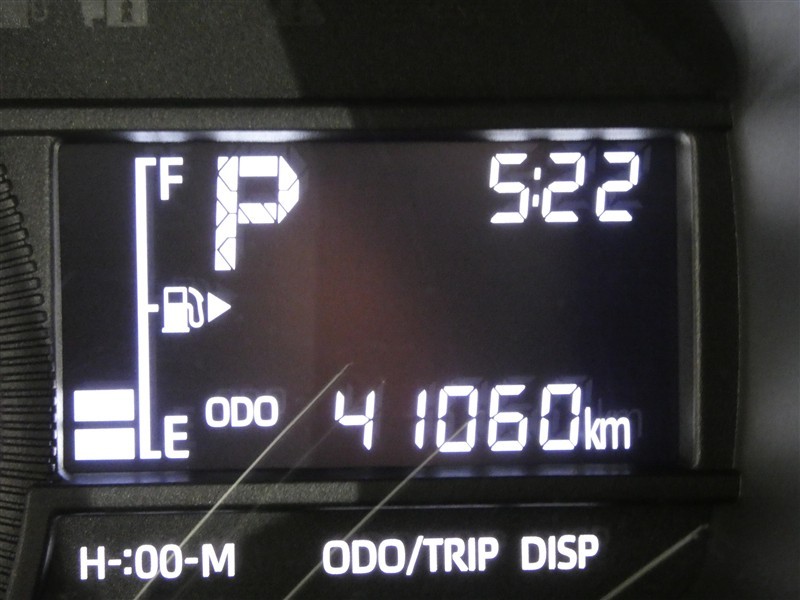 F
P
5:22
ODO 41060km
E
H-:00-M ODO/TRIP DISP